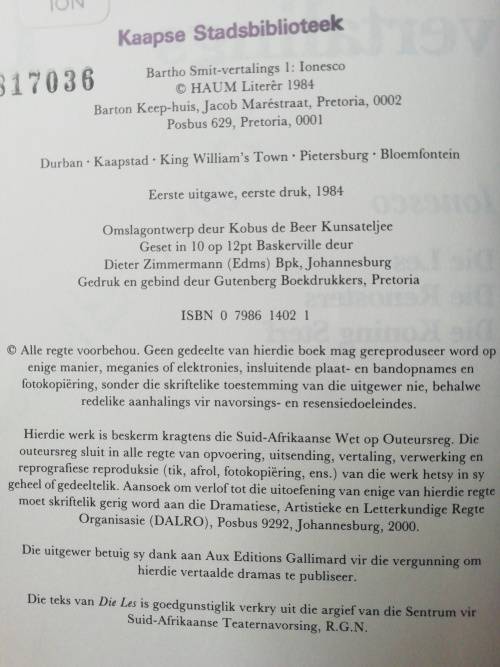 ION
Kaapse Stadsbiblioteek
817036
Bartho Smit-vertalings 1: Ionesco
© HAUM Literêr 1984
Barton Keep-huis, Jacob Maréstraat, Pretoria, 0002
Posbus 629, Pretoria, 0001
Durban · Kaapstad · King William's Town · Pietersburg · Bloemfontein
Eerste uitgawe, eerste druk, 1984
Omslagontwerp deur Kobus de Beer Kunsateljee
Geset in 10 op 12pt Baskerville deur
Dieter Zimmermann (Edms) Bpk, Johannesburg
Gedruk en gebind deur Gutenberg Boekdrukkers, Pretoria
ISBN 0 7986 1402 1
© Alle regte voorbehou. Geen gedeelte van hierdie boek mag gereproduseer word op
enige manier, meganies of elektronies, insluitende plaat- en bandopnames en
fotokopiëring, sonder die skriftelike toestemming van die uitgewer nie, behalwe
redelike aanhalings vir navorsings- en resensiedoeleindes.
Hierdie werk is beskerm kragtens die Suid-Afrikaanse Wet op Outeursreg. Die
outeursreg sluit in alle regte van opvoering, uitsending, vertaling, verwerking en
reprografiese reproduksie (tik, afrol, fotokopiëring, ens.) van die werk hetsy in sy
geheel of gedeeltelik. Aansoek om verlof tot die uitoefening van enige van hierdie regte
moet skriftelik gerig word aan die Dramatiese, Artistieke en Letterkundige Regte
Organisasie (DALRO), Posbus 9292, Johannesburg, 2000.
Die uitgewer betuig sy dank aan Aux Editions Gallimard vir die vergunning om
hierdie vertaalde dramas te publiseer.
Die teks van Die Les is goedgunstiglik verkry uit die argief van die Sentrum vir
Suid-Afrikaanse Teaternavorsing, R.G.N.